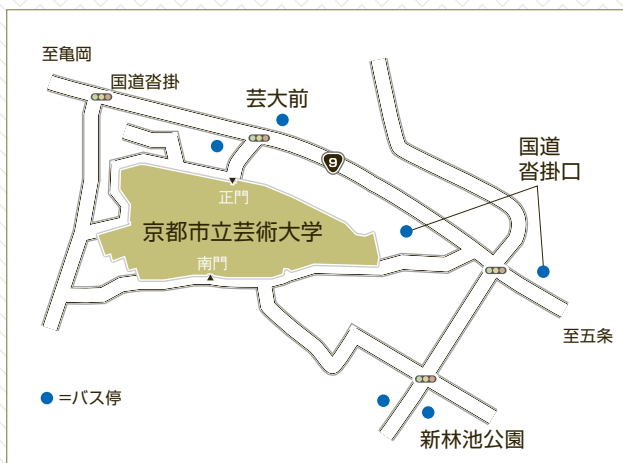 至亀岡
国道沓掛
芸大前
国道
沓掛口
9
正門
京都市立芸術大学
南門
至五条
=バス停
新林池公園